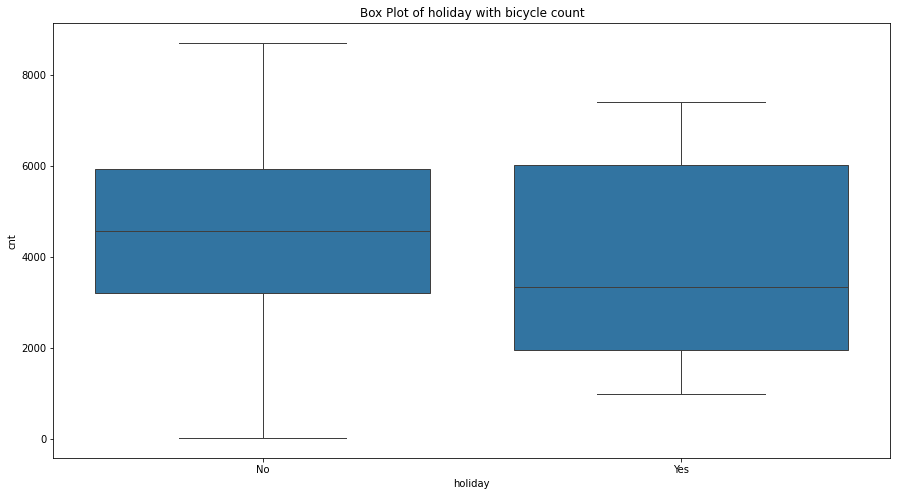 Box Plot of holiday with bicycle count
8000
6000
4000
2000
0
cnt
No
Yes
holiday